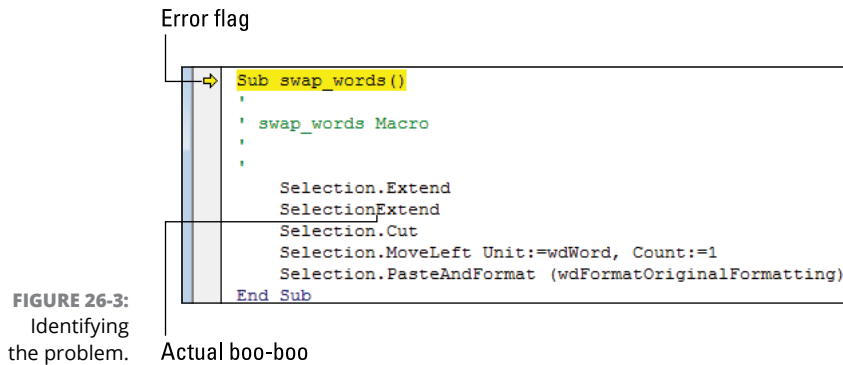 Error flag
Sub swap_words()
'
' swap_words Macro
'
'
Selection.Extend
SelectionExtend
Selection.Cut
Selection.MoveLeft Unit:=wdWord, Count:=1
Selection.PasteAndFormat (wdFormatOriginalFormatting)
End Sub
FIGURE 26-3:
Identifying
the problem.
Actual boo-boo